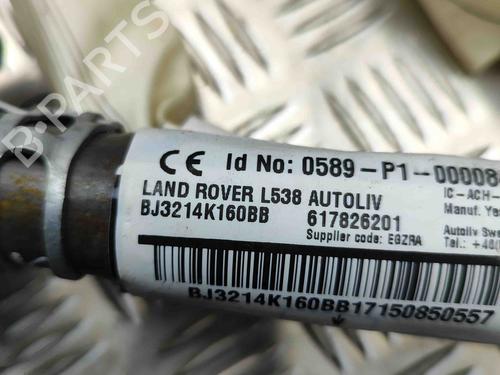 B-PARTS
CE Id No: 0589-P1-00008
LAND ROVER L538 AUTOLIV
BJ3214K160BB 617826201
Supplier code: EGZRA
IC-ACH-
Manuf. Ye
Autoliv Swe
Tel.: +46
BJ3214K160BB17150850557